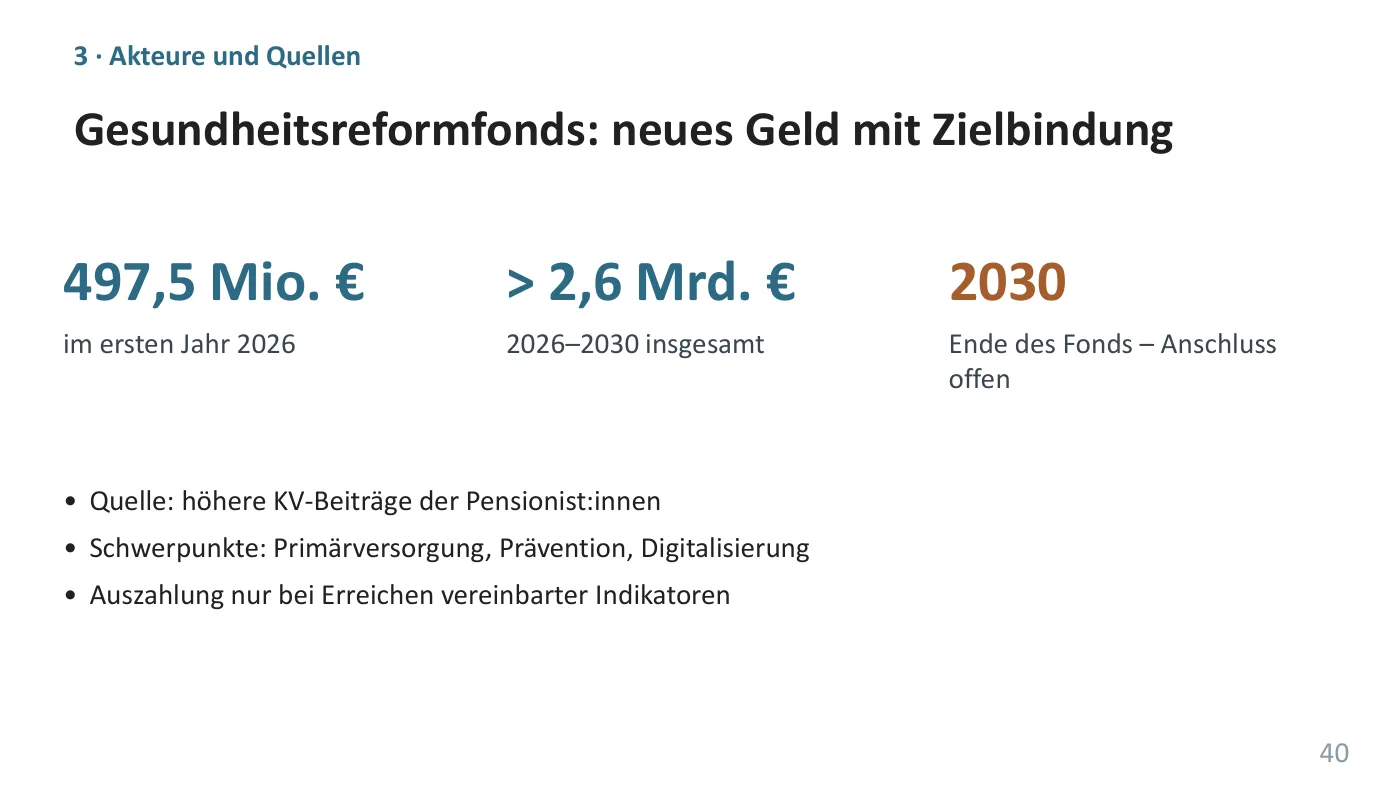 3 · Akteure und Quellen
Gesundheitsreformfonds: neues Geld mit Zielbindung
497,5 Mio. €
im ersten Jahr 2026
> 2,6 Mrd. €
2026–2030 insgesamt
2030
Ende des Fonds – Anschluss
offen
• Quelle: höhere KV-Beiträge der Pensionist:innen
• Schwerpunkte: Primärversorgung, Prävention, Digitalisierung
• Auszahlung nur bei Erreichen vereinbarter Indikatoren
40